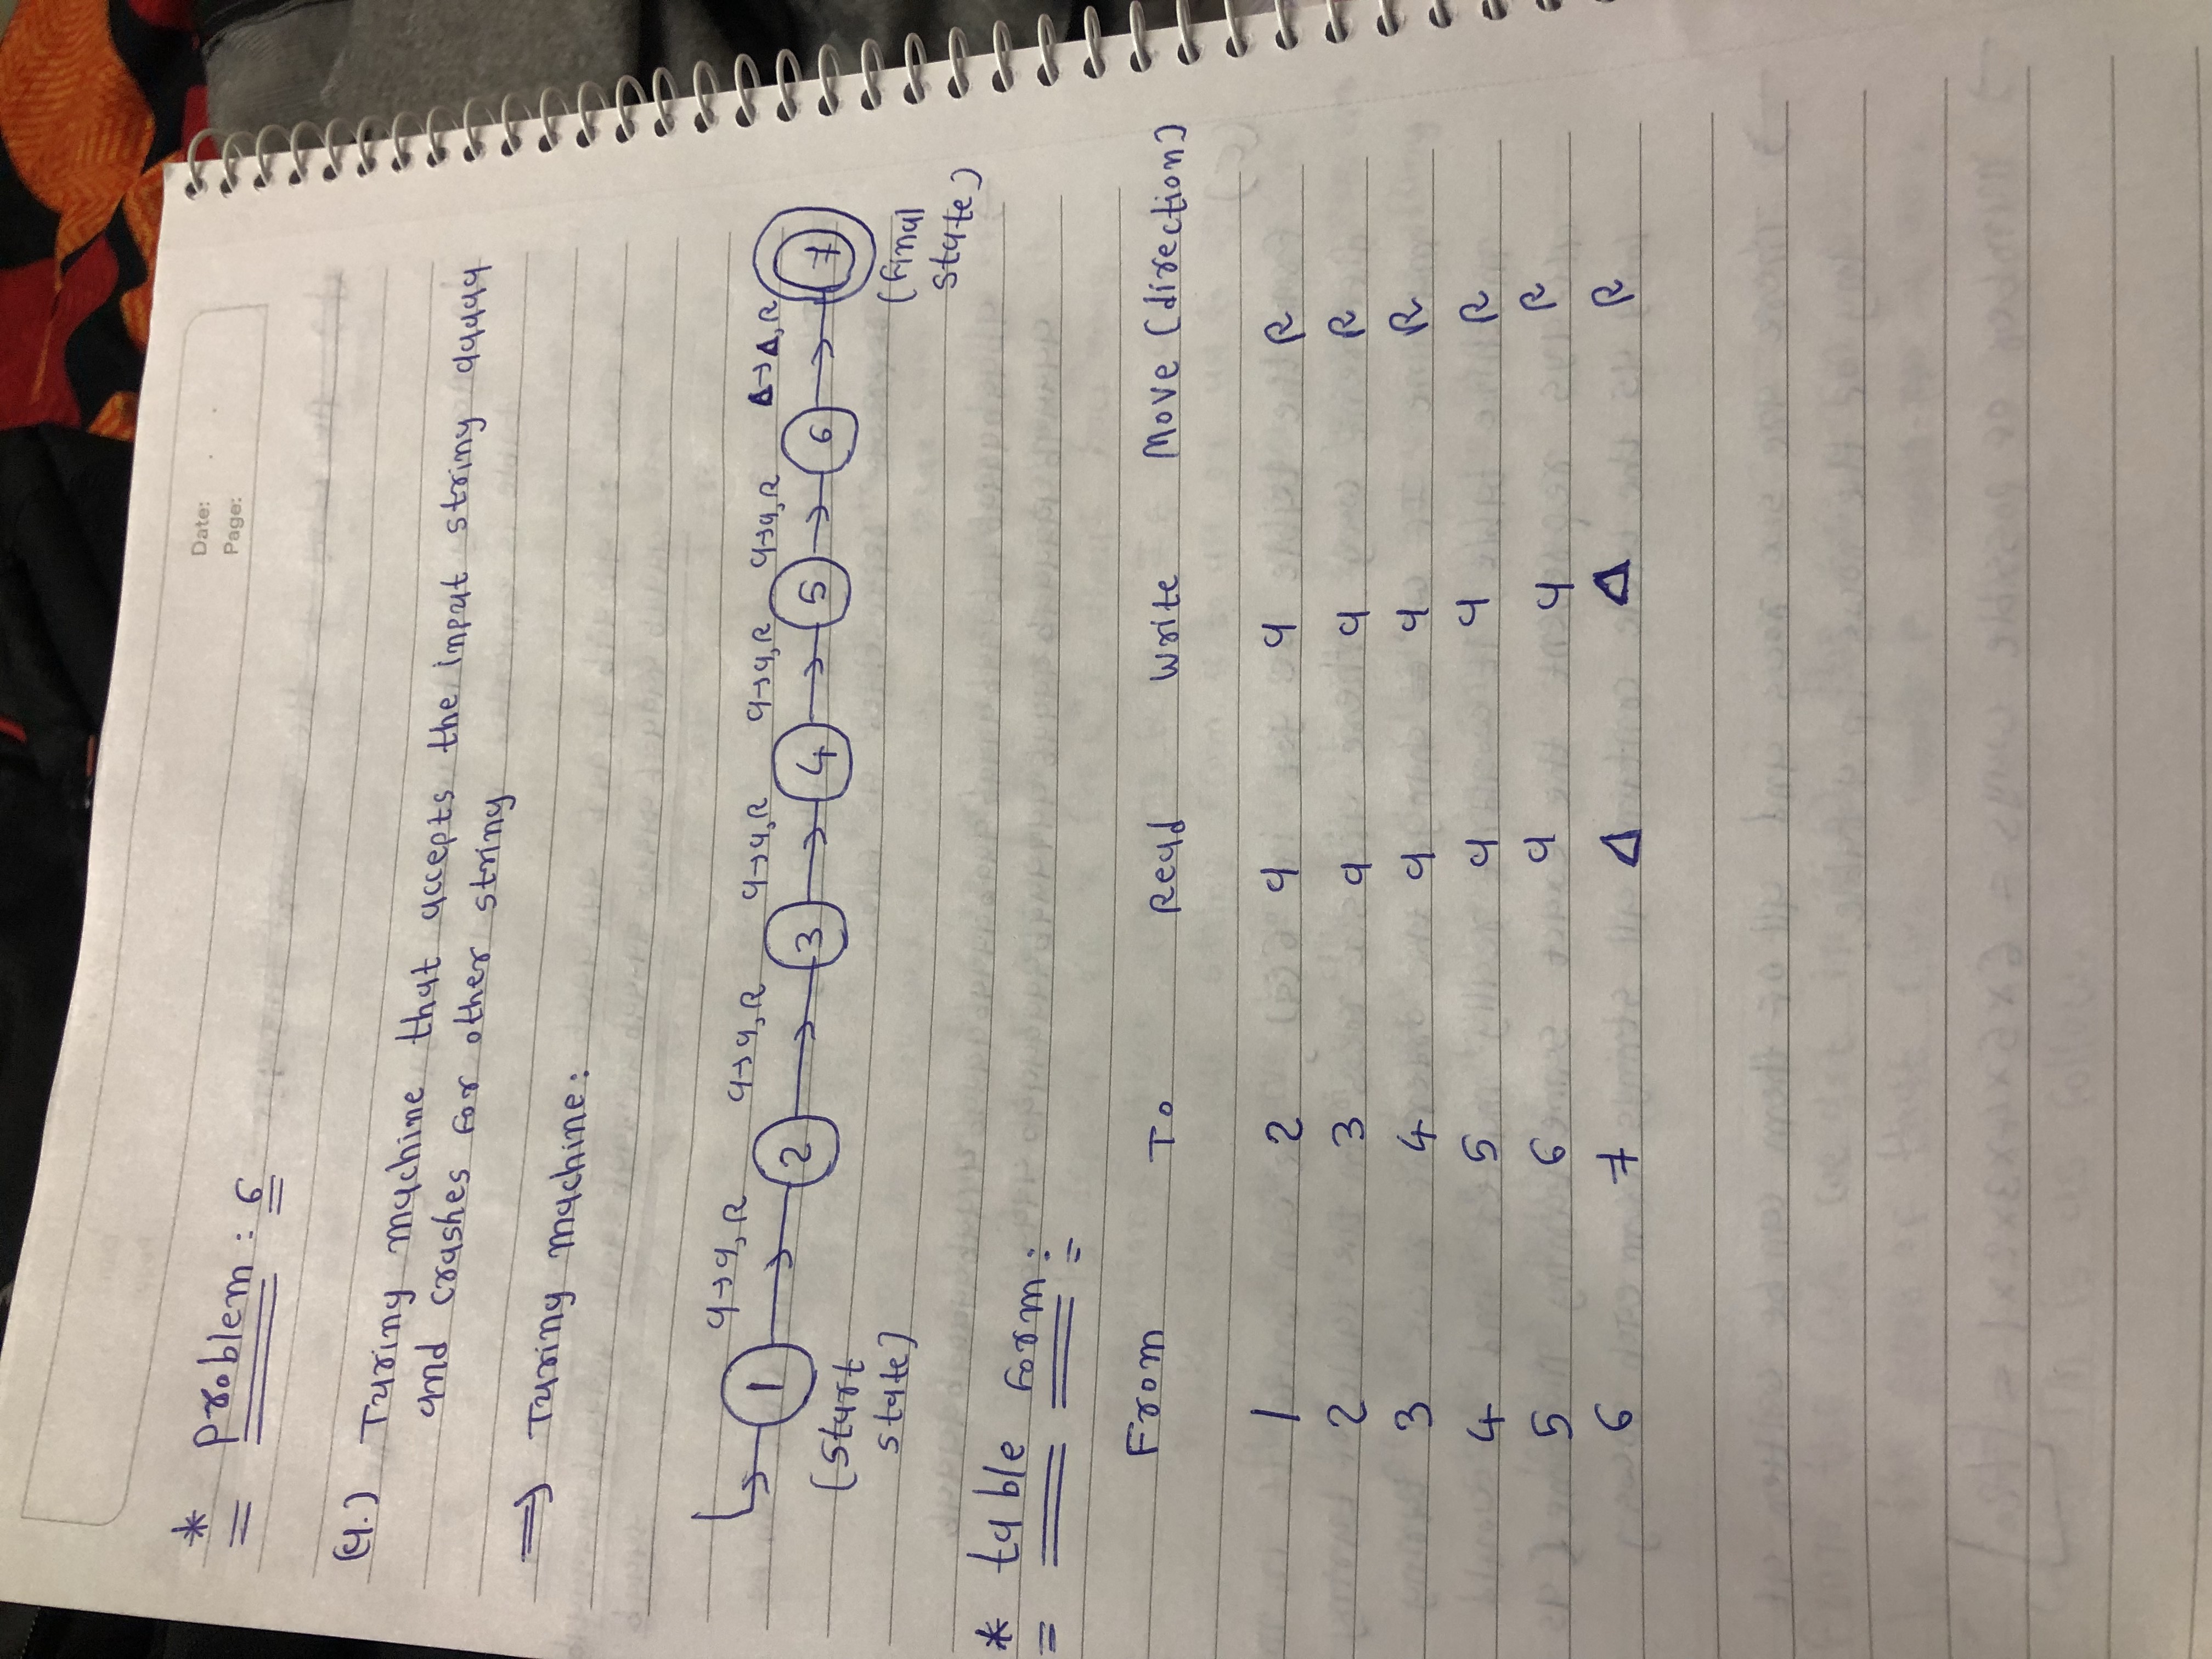 Date:
Page:
* Problem : 6
(a.) Turing machine that accepts the input string aaaaa
and crashes for other string
⇒ Turing machine:
a→a, R a→a, R a→a, R a→a, R a→a, R Δ→Δ, R
1 2 3 4 5 6 7
(start
state)
(final
state)
* table form:
From To Read Write Move (direction)
1 2 a a R
2 3 a a R
3 4 a a R
4 5 a a R
5 6 a a R
6 7 Δ Δ R